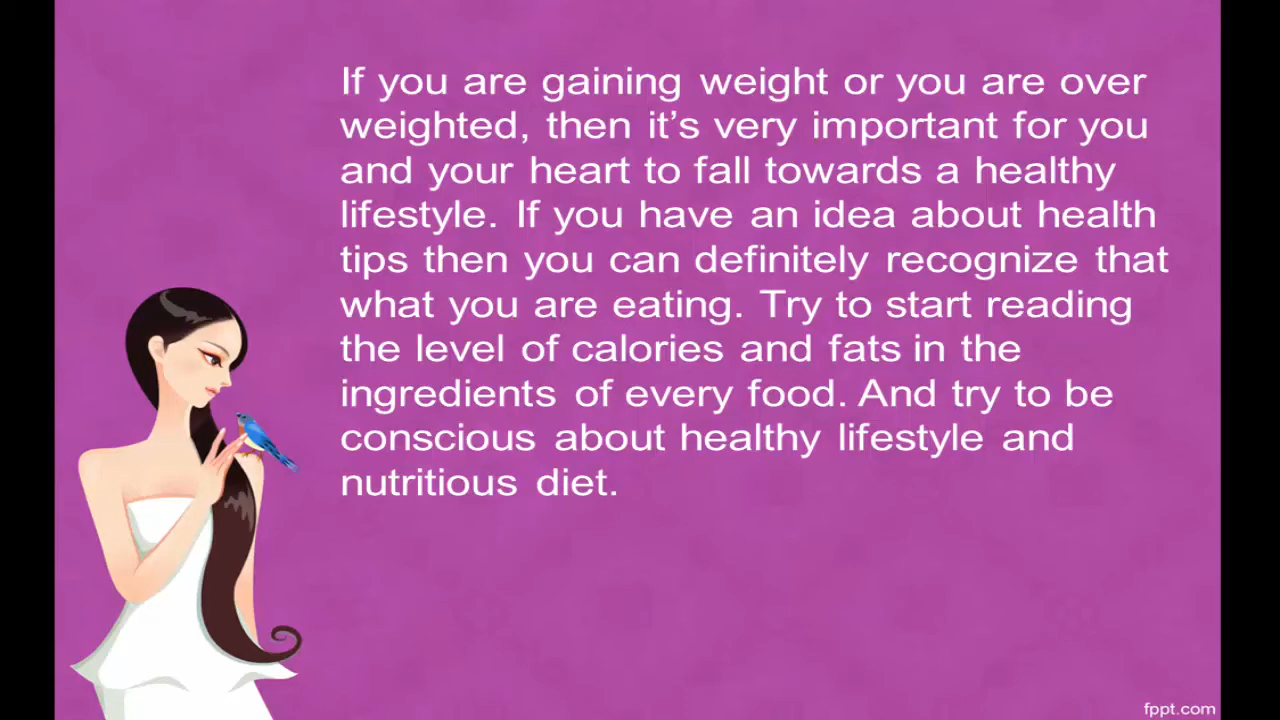 If you are gaining weight or you are over
weighted, then it’s very important for you
and your heart to fall towards a healthy
lifestyle. If you have an idea about health
tips then you can definitely recognize that
what you are eating. Try to start reading
the level of calories and fats in the
ingredients of every food. And try to be
conscious about healthy lifestyle and
nutritious diet.
fppt.com